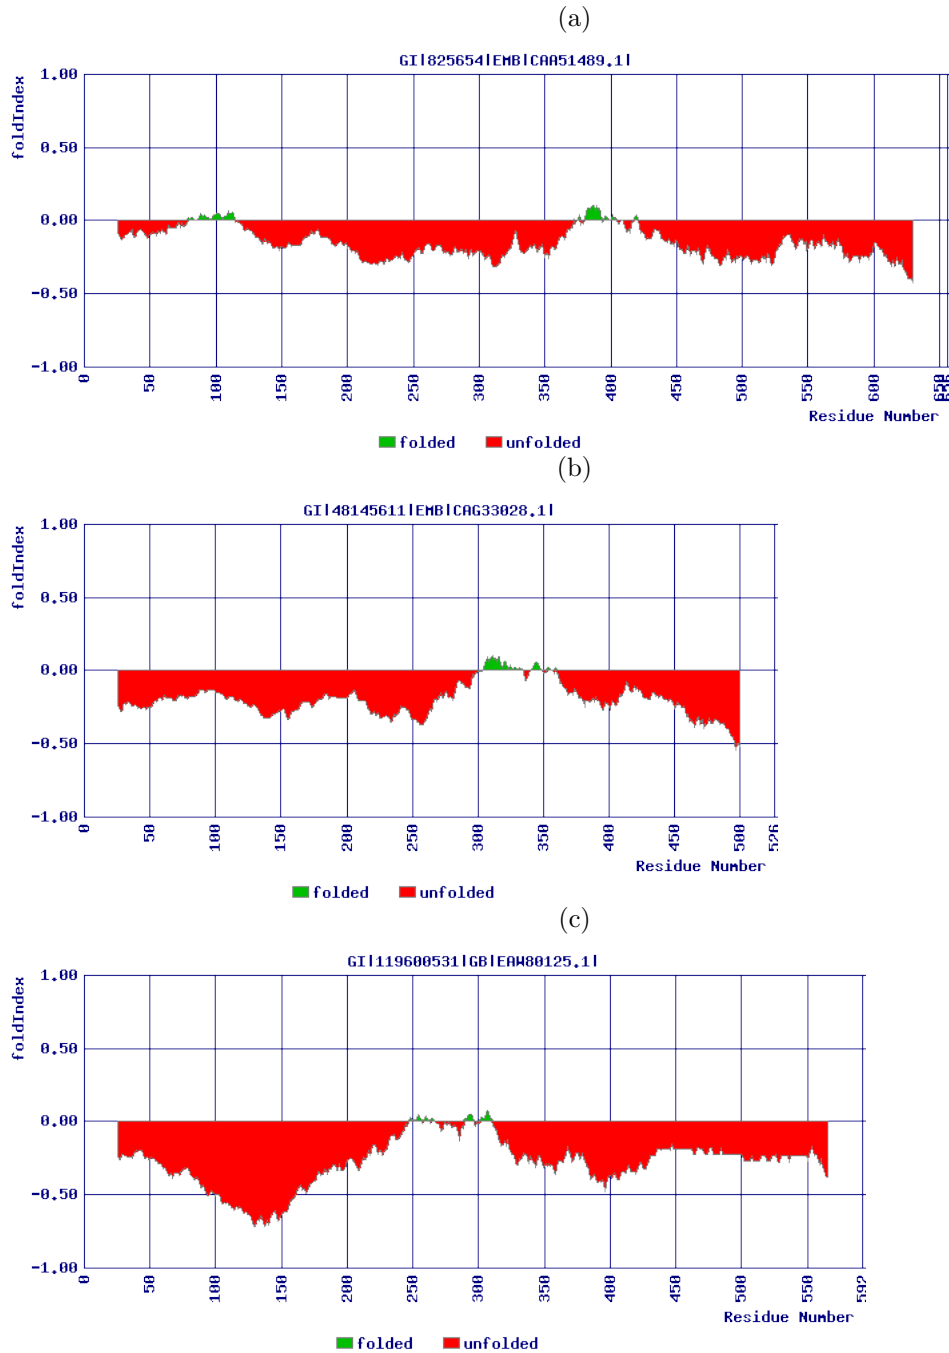 (a)
GI|825654|EMB|CAA51489.1|
foldIndex
1.00
0.50
0.00
-0.50
-1.00
0 50 100 150 200 250 300 350 400 450 500 550 600 650
Residue Number
folded unfolded
(b)
GI|48145611|EMB|CAG33028.1|
foldIndex
1.00
0.50
0.00
-0.50
-1.00
0 50 100 150 200 250 300 350 400 450 500 526
Residue Number
folded unfolded
(c)
GI|119600531|GB|EAW80125.1|
foldIndex
1.00
0.50
0.00
-0.50
-1.00
0 50 100 150 200 250 300 350 400 450 500 550 592
Residue Number
folded unfolded